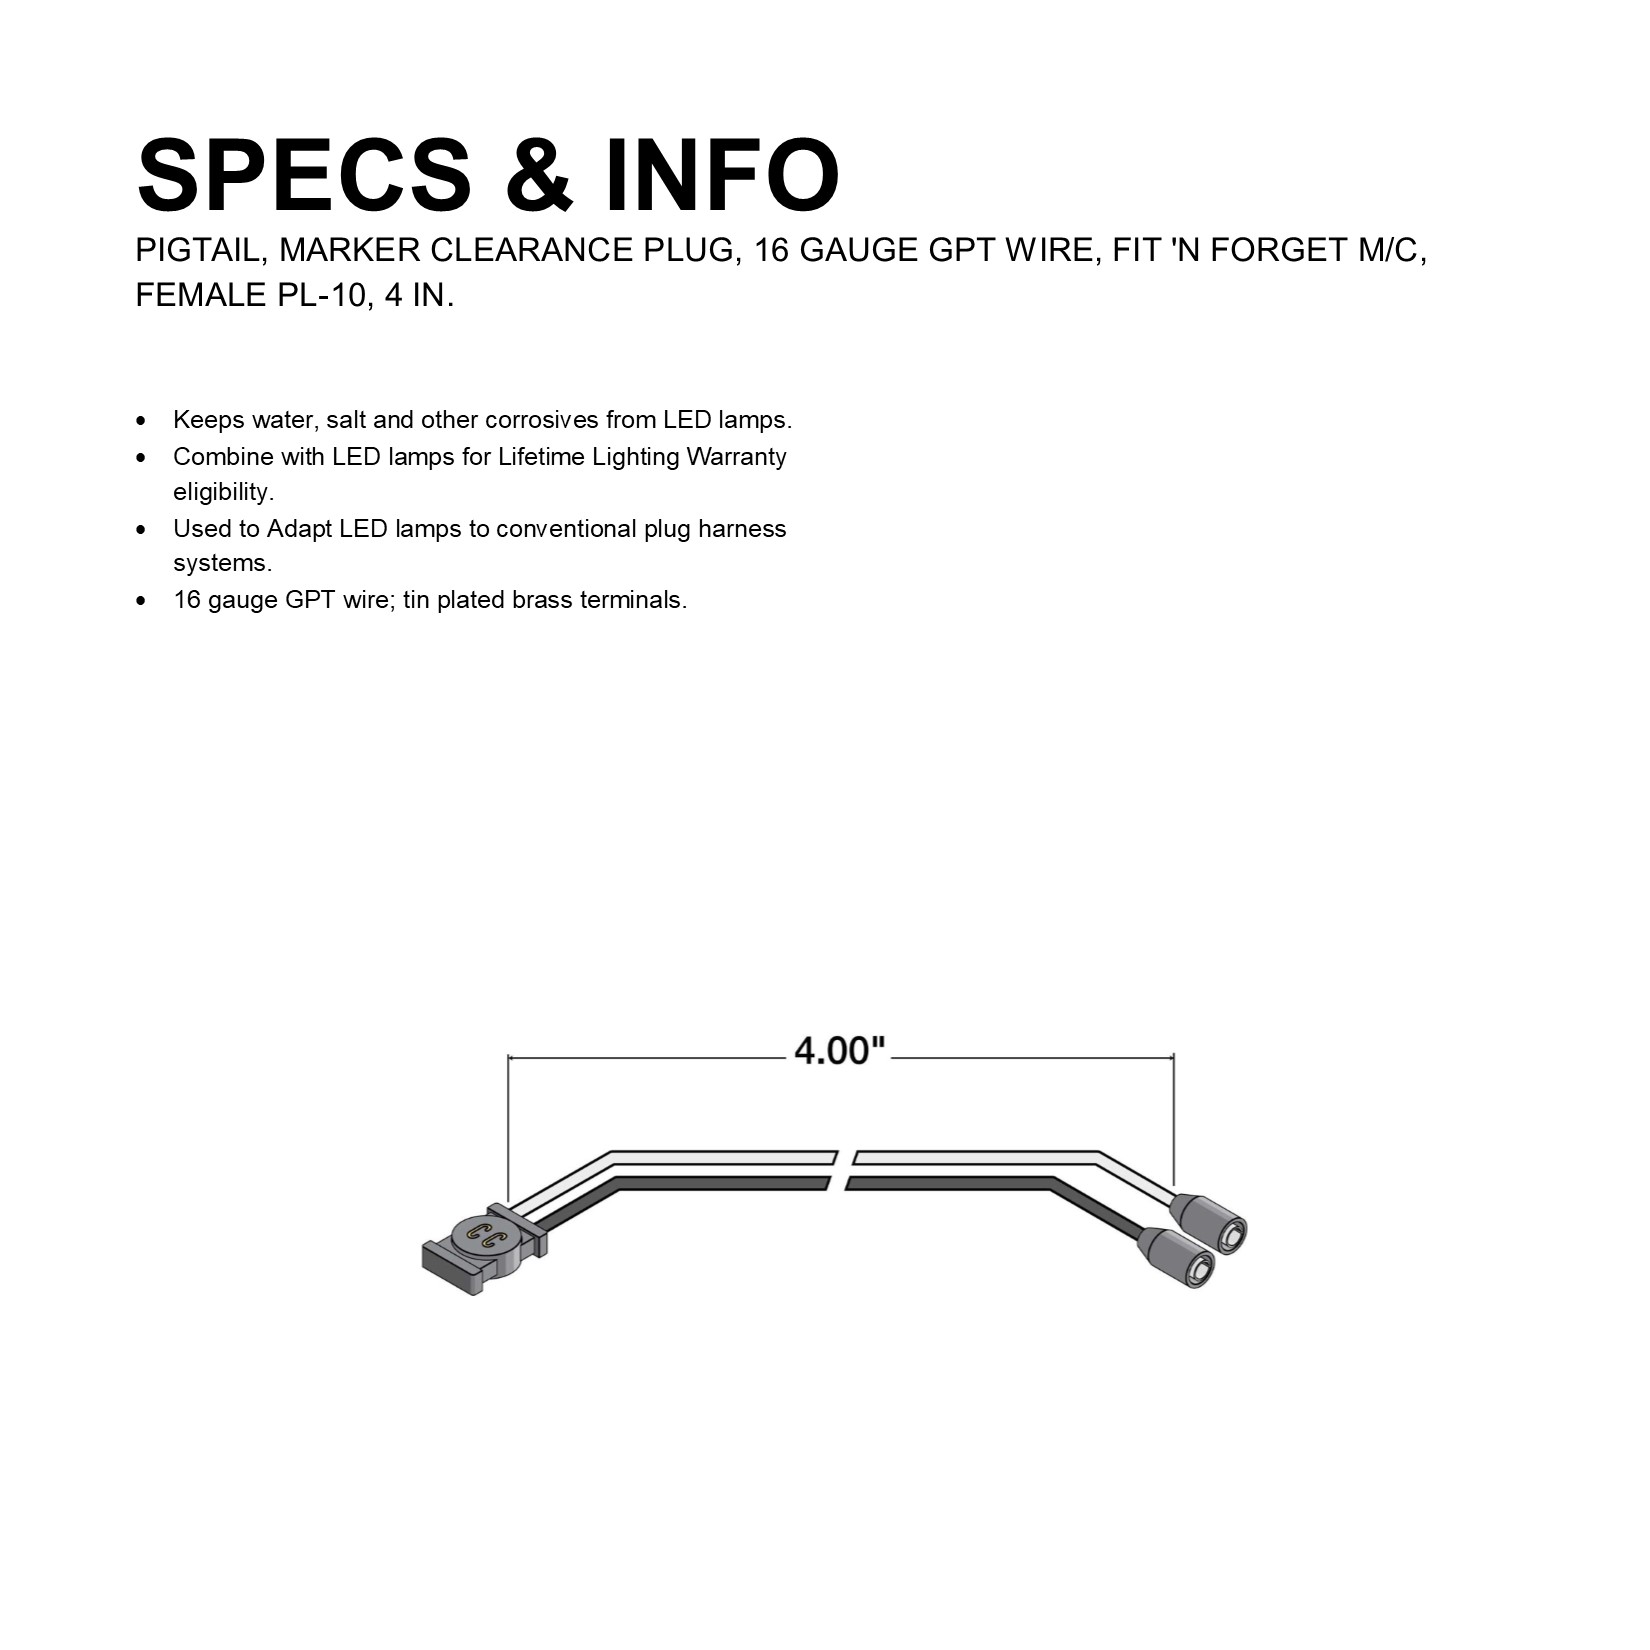 SPECS & INFO
PIGTAIL, MARKER CLEARANCE PLUG, 16 GAUGE GPT WIRE, FIT 'N FORGET M/C,
FEMALE PL-10, 4 IN.
• Keeps water, salt and other corrosives from LED lamps.
• Combine with LED lamps for Lifetime Lighting Warranty
eligibility.
• Used to Adapt LED lamps to conventional plug harness
systems.
• 16 gauge GPT wire; tin plated brass terminals.
4.00"